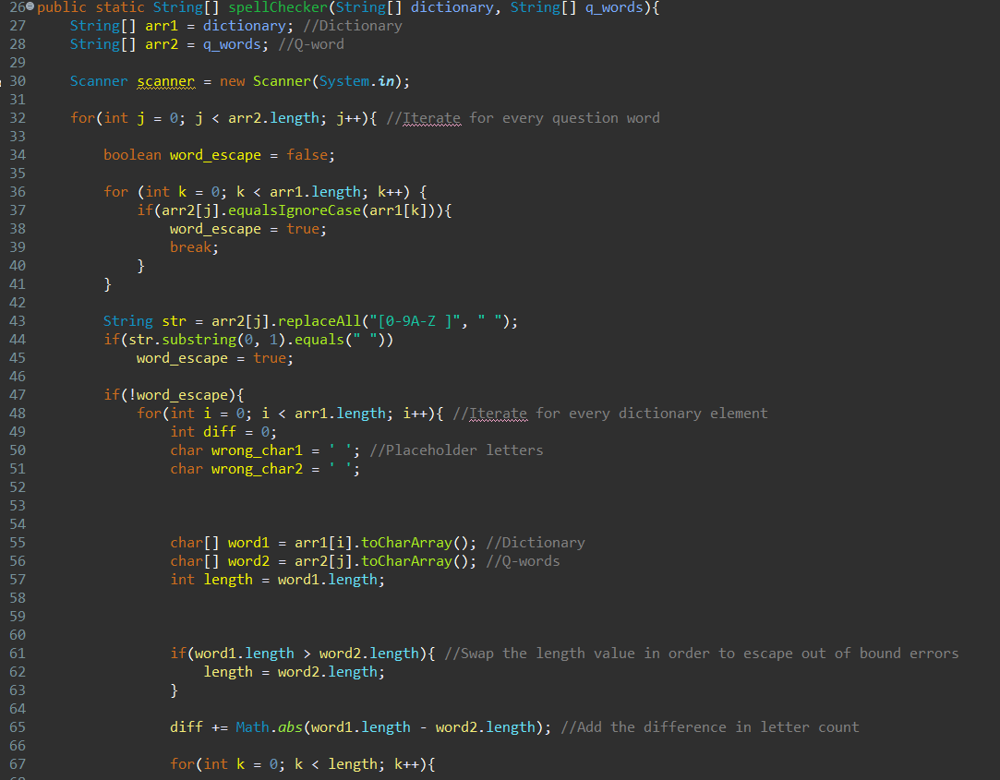 26 public static String[] spellChecker(String[] dictionary, String[] q_words){
27 String[] arr1 = dictionary; //Dictionary
28 String[] arr2 = q_words; //Q-word
29
30 Scanner scanner = new Scanner(System.in);
31
32 for(int j = 0; j < arr2.length; j++){ //Iterate for every question word
33
34 boolean word_escape = false;
35
36 for (int k = 0; k < arr1.length; k++) {
37 if(arr2[j].equalsIgnoreCase(arr1[k])){
38 word_escape = true;
39 break;
40 }
41 }
42
43 String str = arr2[j].replaceAll("[0-9A-Z ]", " ");
44 if(str.substring(0, 1).equals(" "))
45 word_escape = true;
46
47 if(!word_escape){
48 for(int i = 0; i < arr1.length; i++){ //Iterate for every dictionary element
49 int diff = 0;
50 char wrong_char1 = ' '; //Placeholder letters
51 char wrong_char2 = ' ';
52
53
54
55 char[] word1 = arr1[i].toCharArray(); //Dictionary
56 char[] word2 = arr2[j].toCharArray(); //Q-words
57 int length = word1.length;
58
59
60
61 if(word1.length > word2.length){ //Swap the length value in order to escape out of bound errors
62 length = word2.length;
63 }
64
65 diff += Math.abs(word1.length - word2.length); //Add the difference in letter count
66
67 for(int k = 0; k < length; k++){